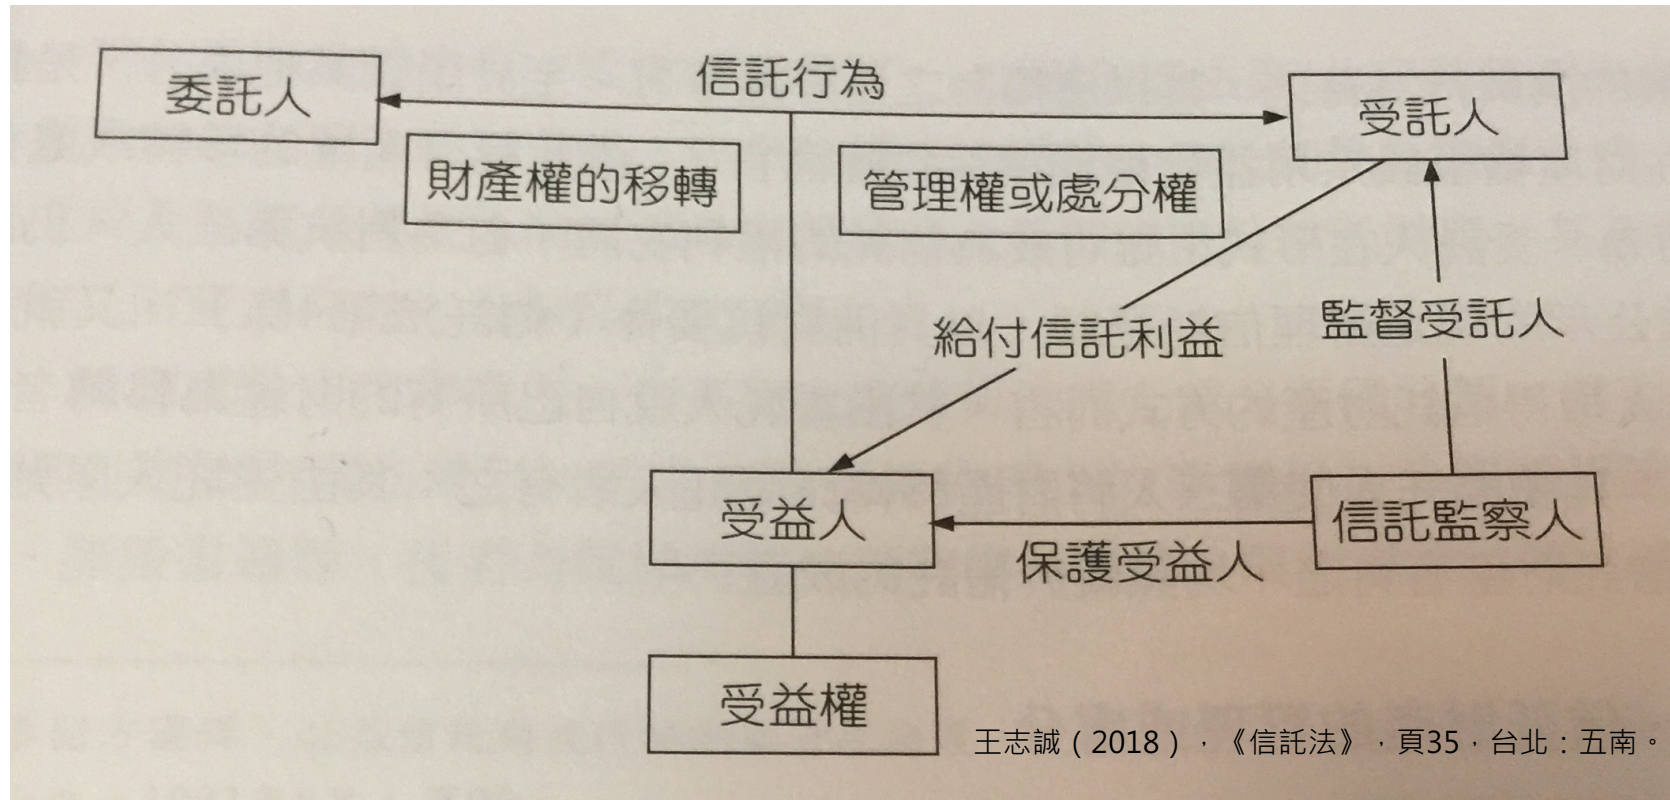 委託人
信託行為
受託人
財產權的移轉
管理權或處分權
給付信託利益
監督受託人
受益人
信託監察人
保護受益人
受益權
王志誠（2018），《信託法》，頁35，台北：五南。